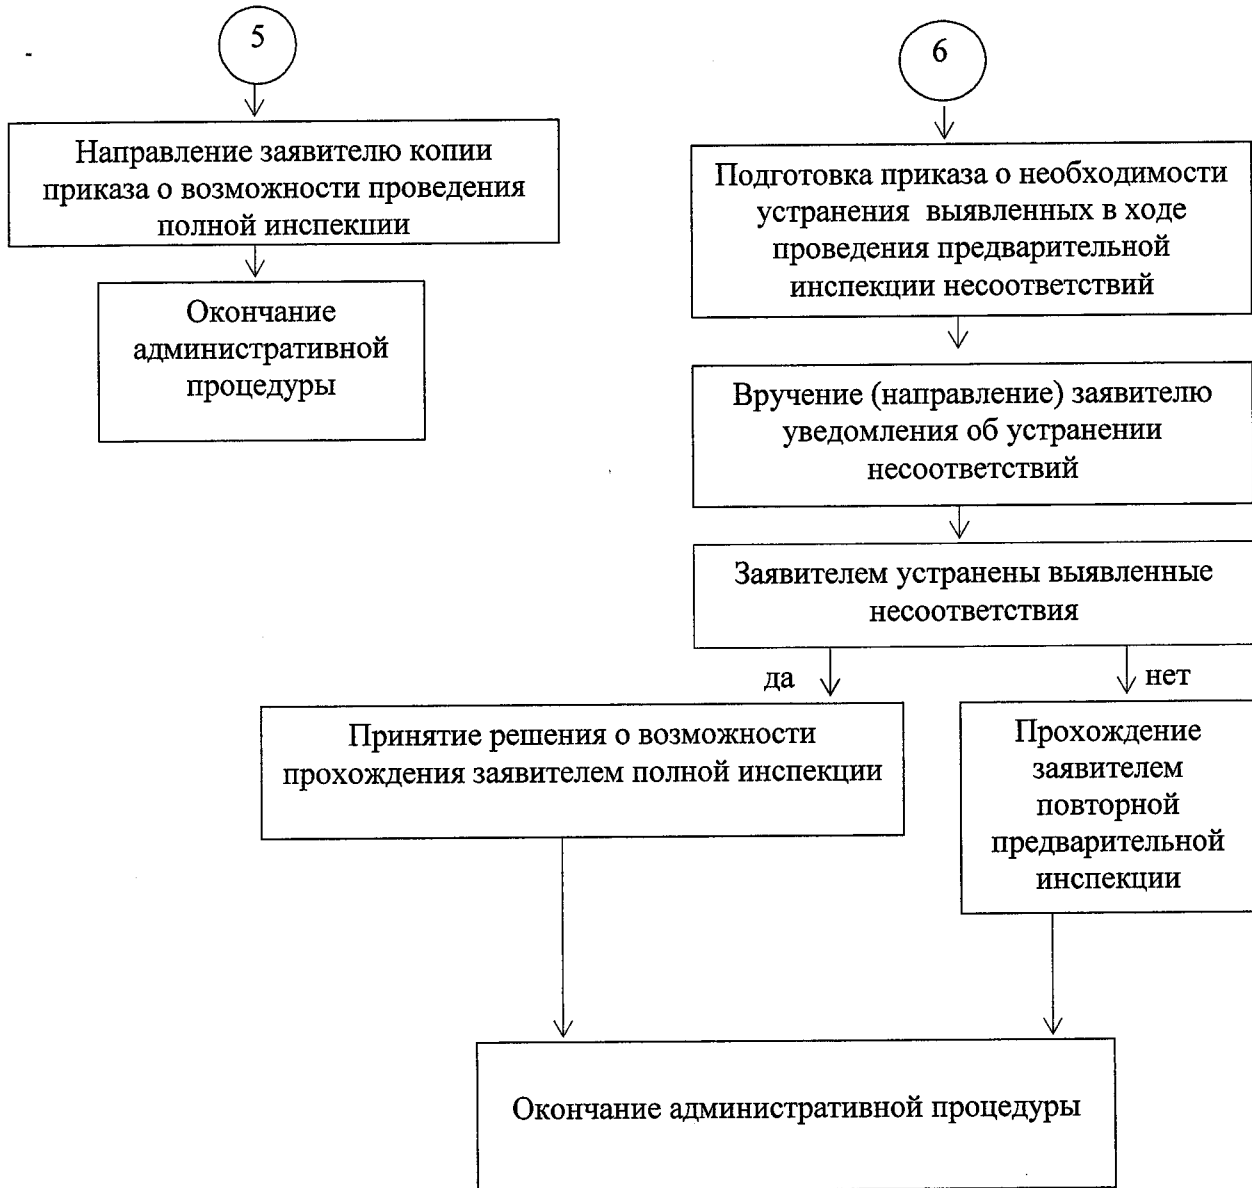 5
Направление заявителю копии
приказа о возможности проведения
полной инспекции
Окончание
административной
процедуры
6
Подготовка приказа о необходимости
устранения выявленных в ходе
проведения предварительной
инспекции несоответствий
Вручение (направление) заявителю
уведомления об устранении
несоответствий
Заявителем устранены выявленные
несоответствия
да
нет
Принятие решения о возможности
прохождения заявителем полной инспекции
Прохождение
заявителем
повторной
предварительной
инспекции
Окончание административной процедуры